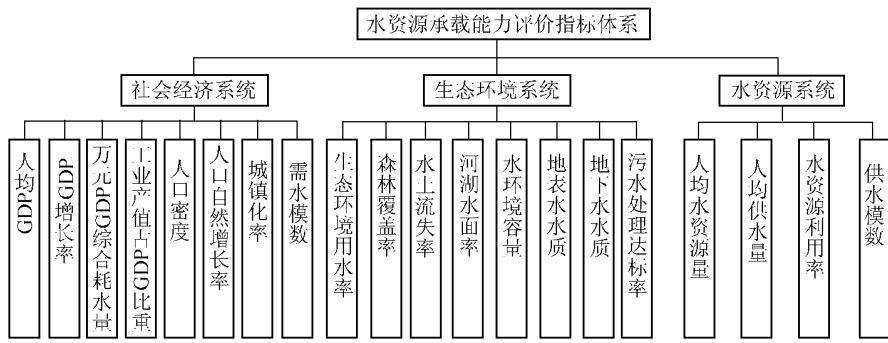 水资源承载能力评价指标体系
社会经济系统
生态环境系统
水资源系统
人均GDP
GDP增长率
万元GDP综合耗水量
工业产值占GDP比重
人口密度
人口自然增长率
城镇化率
需水模数
生态环境用水率
森林覆盖率
水土流失率
河湖水面率
水环境容量
地表水水质
地下水水质
污水处理达标率
人均水资源量
人均供水量
水资源利用率
供水模数